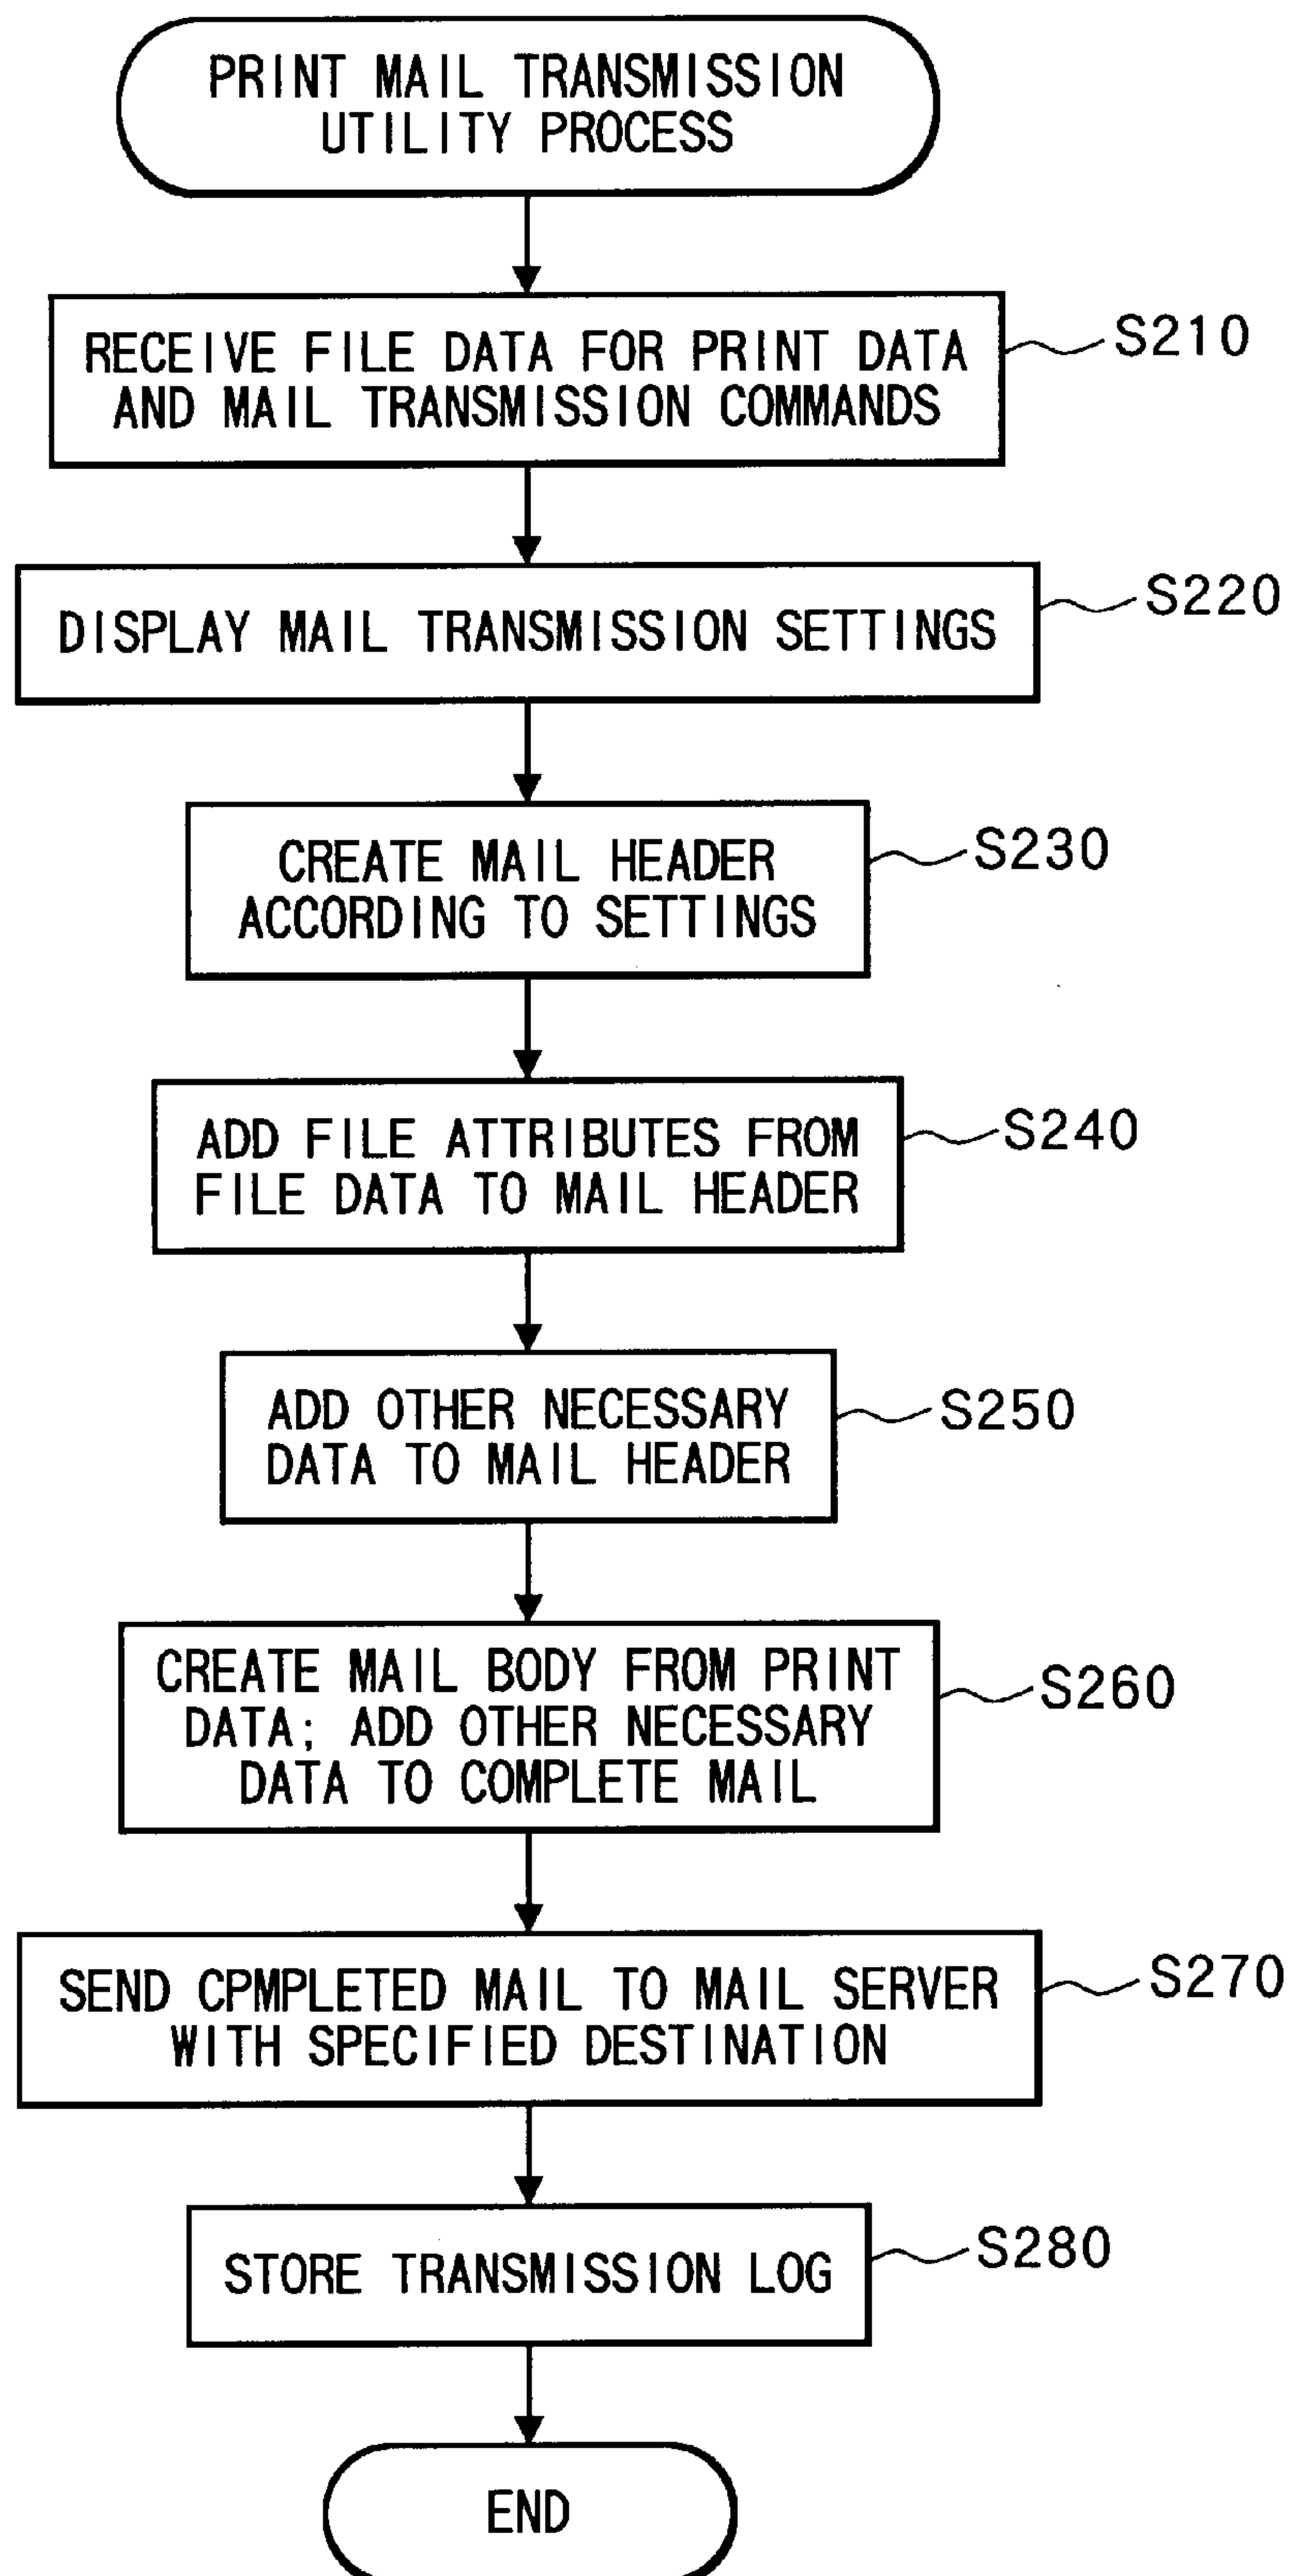 PRINT MAIL TRANSMISSION
UTILITY PROCESS
RECEIVE FILE DATA FOR PRINT DATA
AND MAIL TRANSMISSION COMMANDS
S210
DISPLAY MAIL TRANSMISSION SETTINGS
S220
CREATE MAIL HEADER
ACCORDING TO SETTINGS
S230
ADD FILE ATTRIBUTES FROM
FILE DATA TO MAIL HEADER
S240
ADD OTHER NECESSARY
DATA TO MAIL HEADER
S250
CREATE MAIL BODY FROM PRINT
DATA; ADD OTHER NECESSARY
DATA TO COMPLETE MAIL
S260
SEND CPMPLETED MAIL TO MAIL SERVER
WITH SPECIFIED DESTINATION
S270
STORE TRANSMISSION LOG
S280
END